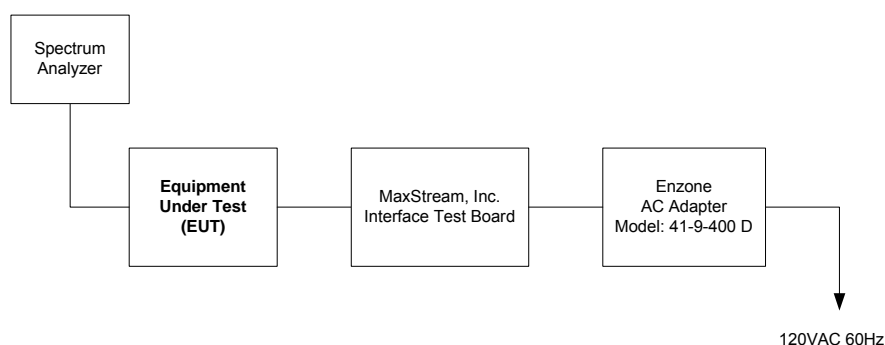 Spectrum
Analyzer
Equipment
Under Test
(EUT)
MaxStream, Inc.
Interface Test Board
Enzone
AC Adapter
Model: 41-9-400 D
120VAC 60Hz